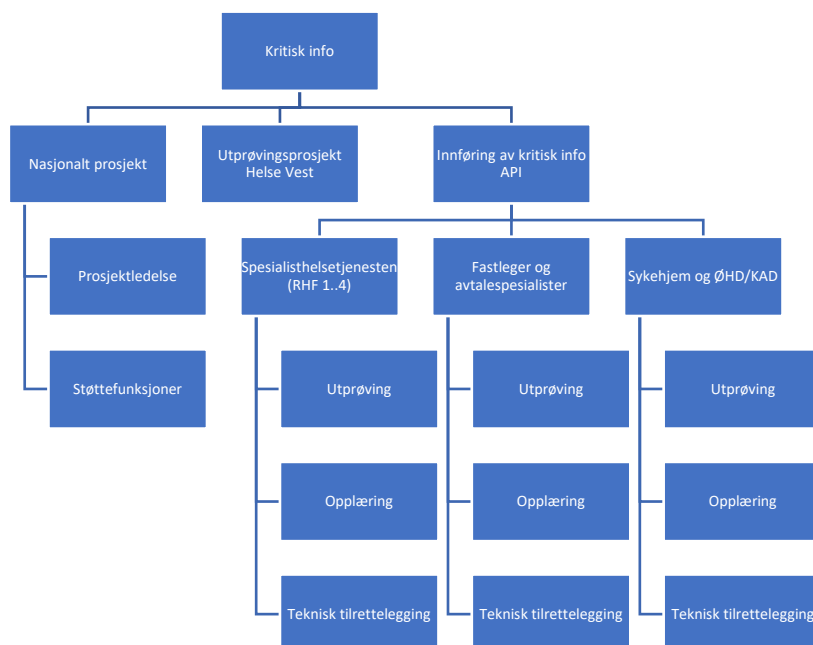 Kritisk info
Nasjonalt prosjekt
Utprøvingsprosjekt
Helse Vest
Innføring av kritisk info
API
Prosjektledelse
Støttefunksjoner
Spesialisthelsetjenesten
(RHF 1..4)
Fastleger og
avtalespesialister
Sykehjem og ØHD/KAD
Utprøving
Utprøving
Utprøving
Opplæring
Opplæring
Opplæring
Teknisk tilrettelegging
Teknisk tilrettelegging
Teknisk tilrettelegging